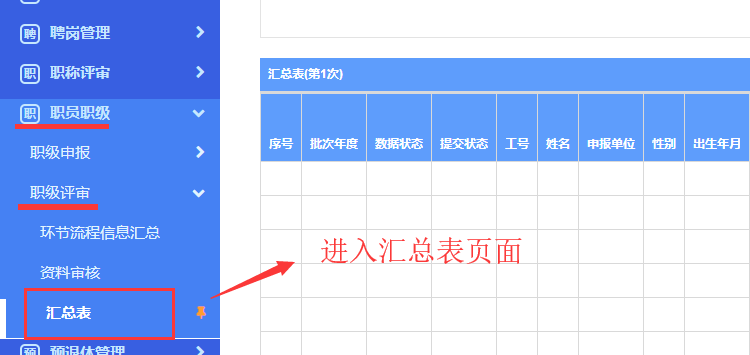 聘 聘岗管理
职 职称评审
职 职员职级
职级申报
职级评审
环节流程信息汇总
资料审核
汇总表
预 预退休管理
汇总表(第1次)
序号 批次年度 数据状态 提交状态 工号 姓名 申报单位 性别 出生年月
进入汇总表页面